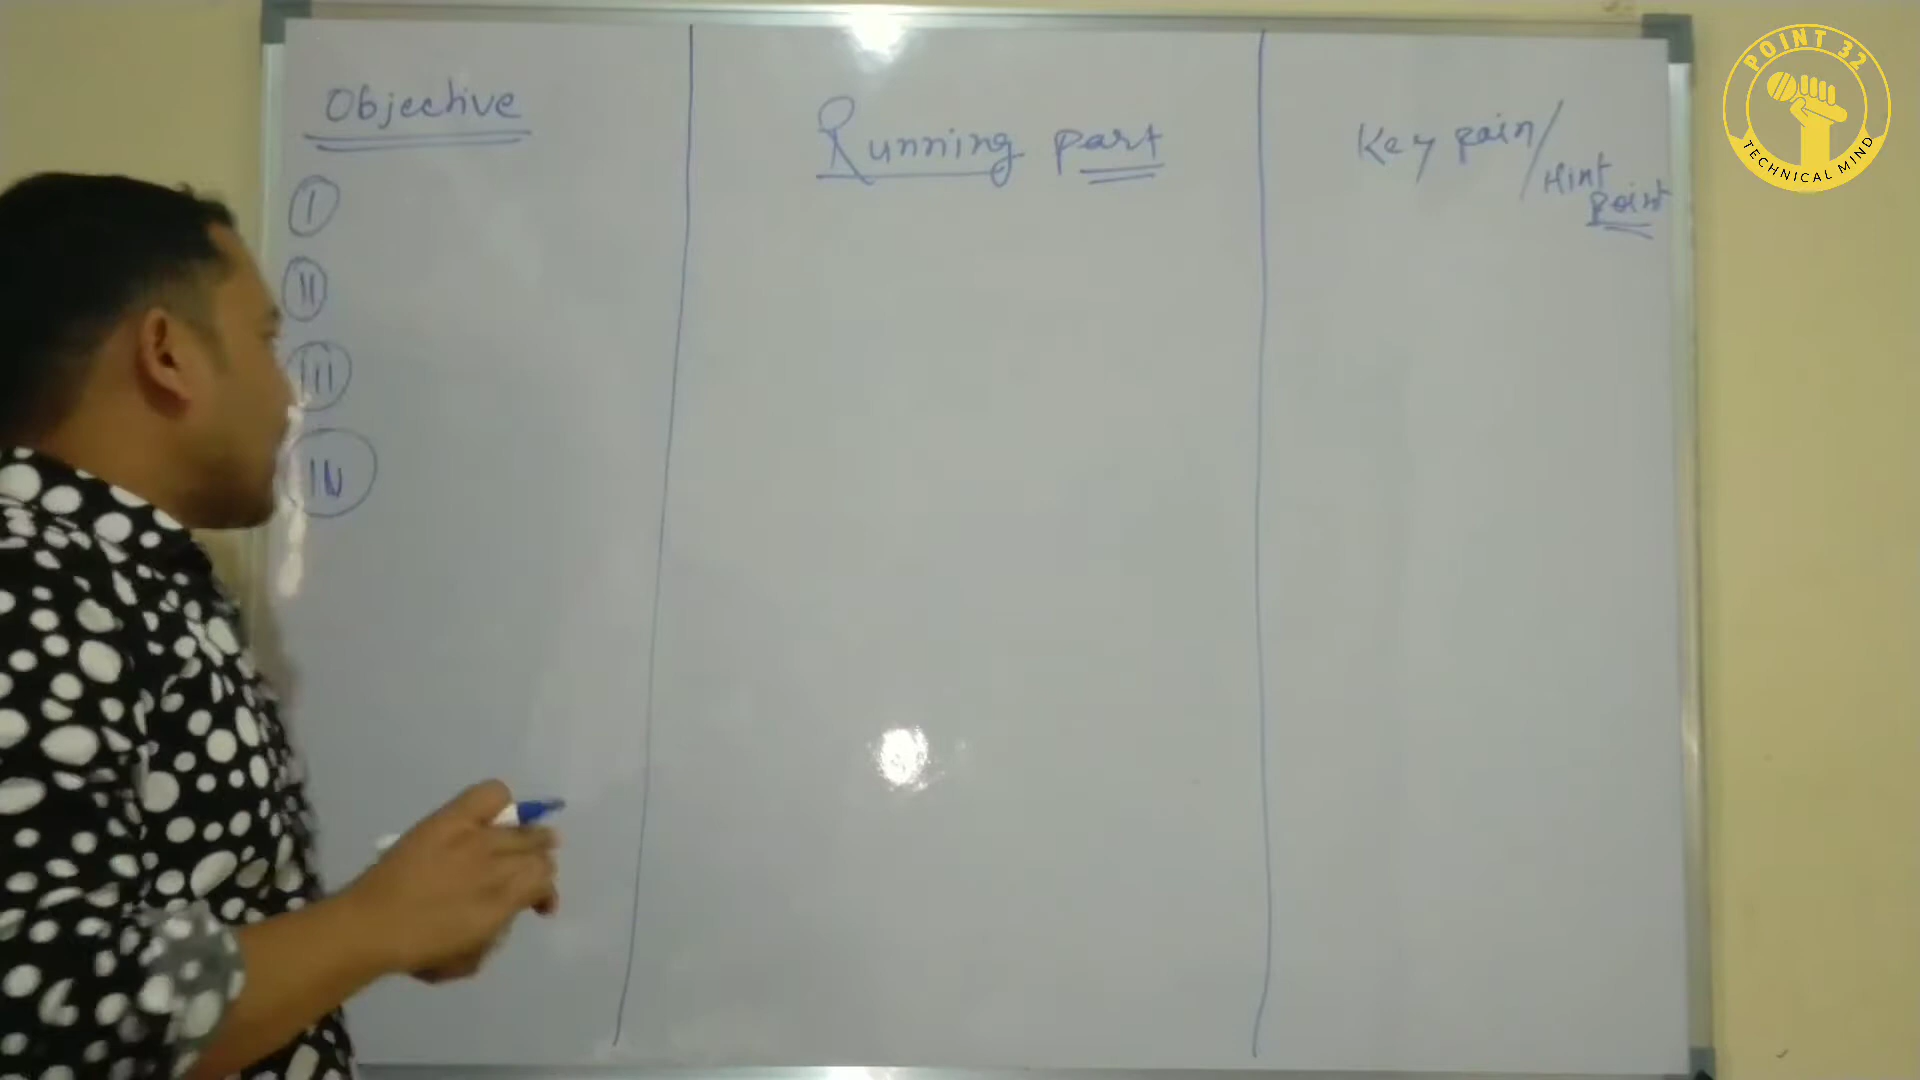 Objective
I
II
III
IV
Running part
Key pain/
Hint
point
POINT 32
TECHNICAL MIND